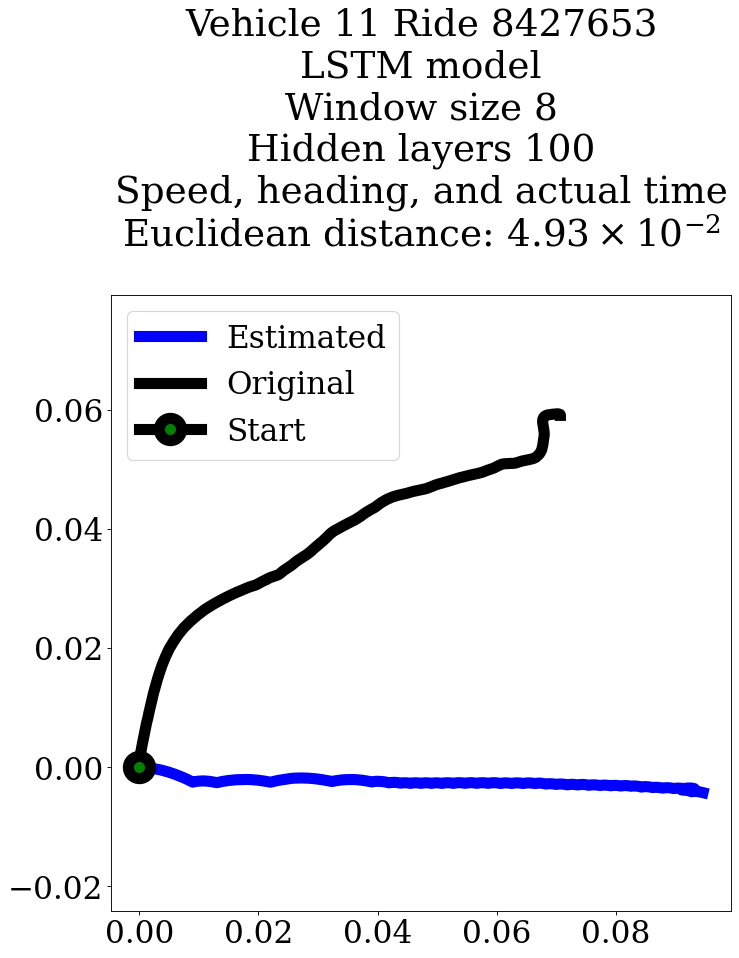 Vehicle 11 Ride 8427653
LSTM model
Window size 8
Hidden layers 100
Speed, heading, and actual time
Euclidean distance: 4.93 × 10⁻²
Estimated
Original
Start
0.06
0.04
0.02
0.00
−0.02
0.00 0.02 0.04 0.06 0.08